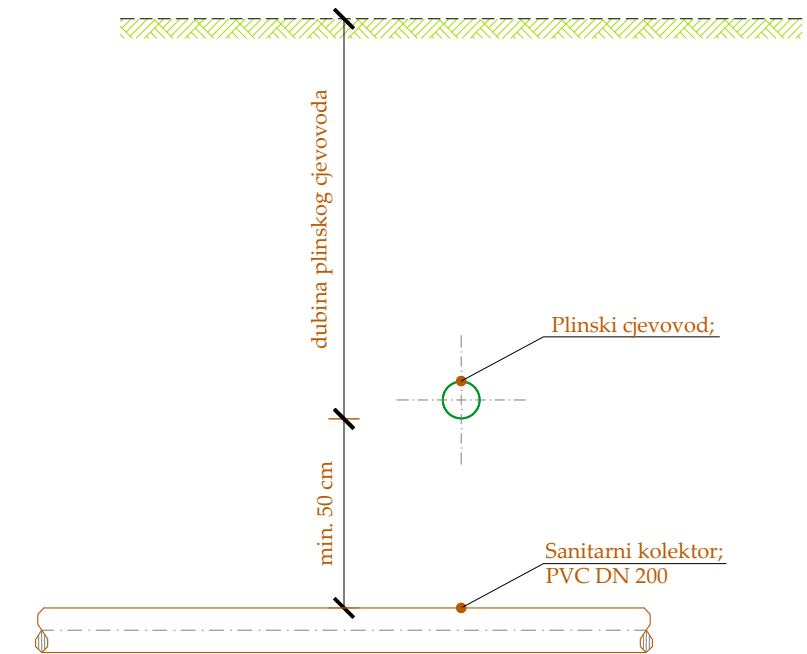 dubina plinskog cjevovoda
Plinski cjevovod;
min. 50 cm
Sanitarni kolektor;
PVC DN 200